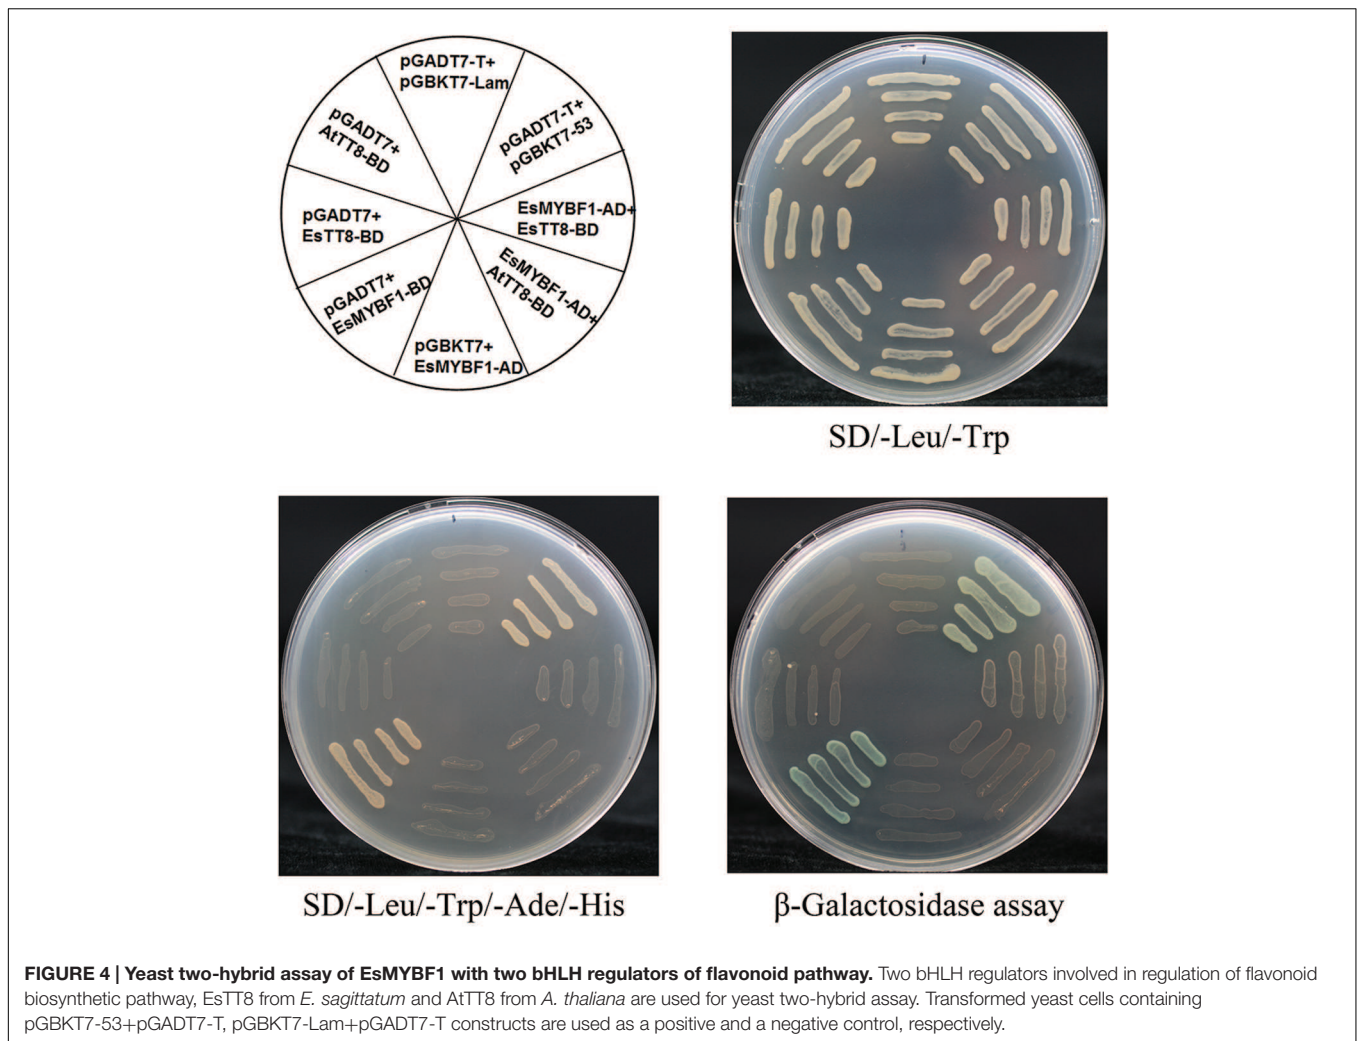 pGADT7-T+
pGBKT7-Lam
pGADT7-T+
pGBKT7-53
EsMYBF1-AD+
EsTT8-BD
EsMYBF1-AD+
AtTT8-BD
pGBKT7+
EsMYBF1-AD
pGADT7+
EsMYBF1-BD
pGADT7+
EsTT8-BD
pGADT7+
AtTT8-BD
SD/-Leu/-Trp
SD/-Leu/-Trp/-Ade/-His
β-Galactosidase assay
FIGURE 4 | Yeast two-hybrid assay of EsMYBF1 with two bHLH regulators of flavonoid pathway. Two bHLH regulators involved in regulation of flavonoid
biosynthetic pathway, EsTT8 from E. sagittatum and AtTT8 from A. thaliana are used for yeast two-hybrid assay. Transformed yeast cells containing
pGBKT7-53+pGADT7-T, pGBKT7-Lam+pGADT7-T constructs are used as a positive and a negative control, respectively.